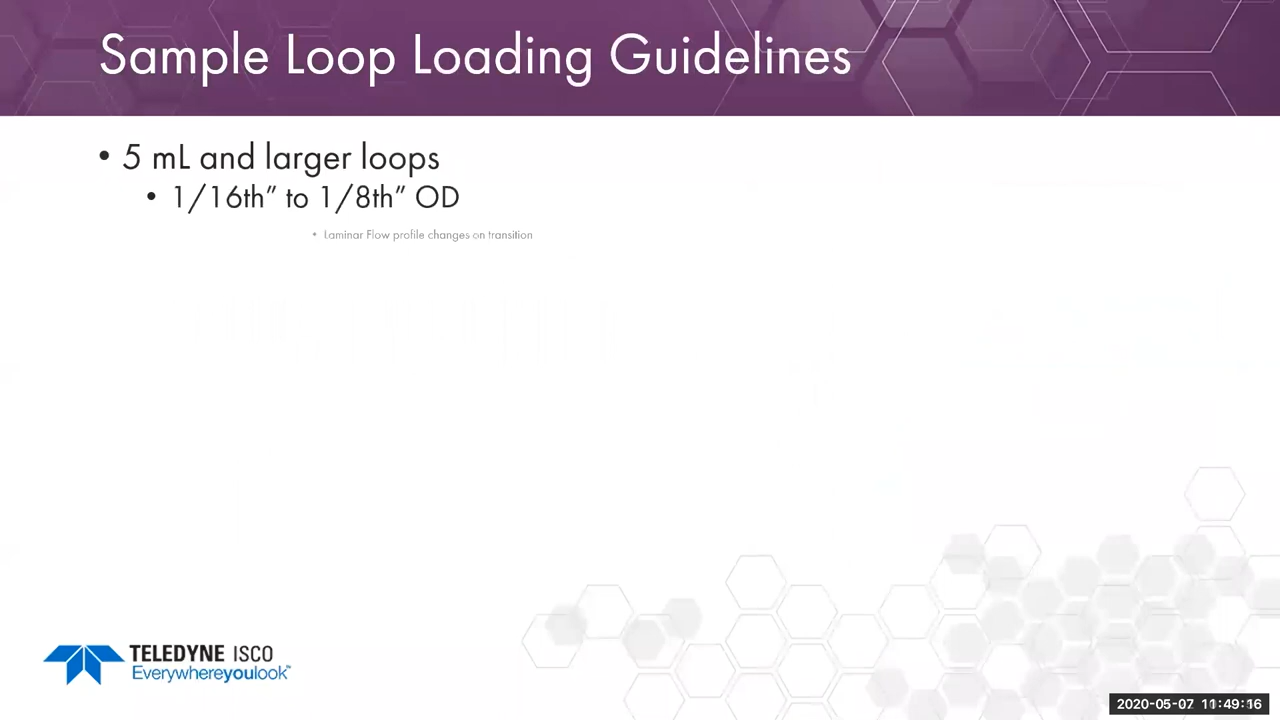 Sample Loop Loading Guidelines
• 5 mL and larger loops
• 1/16th” to 1/8th” OD
• Laminar Flow profile changes on transition
TELEDYNE ISCO
Everywhereyoulook™
2020-05-07 11:49:16